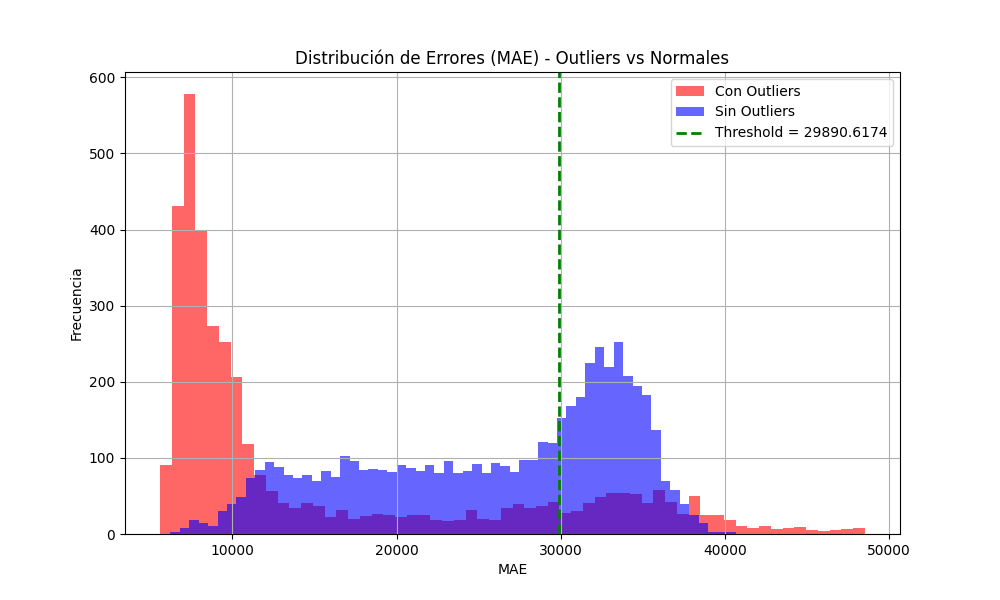 Distribución de Errores (MAE) - Outliers vs Normales
Con Outliers
Sin Outliers
Threshold = 29890.6174
600
500
400
300
200
100
0
Frecuencia
10000
20000
30000
40000
50000
MAE